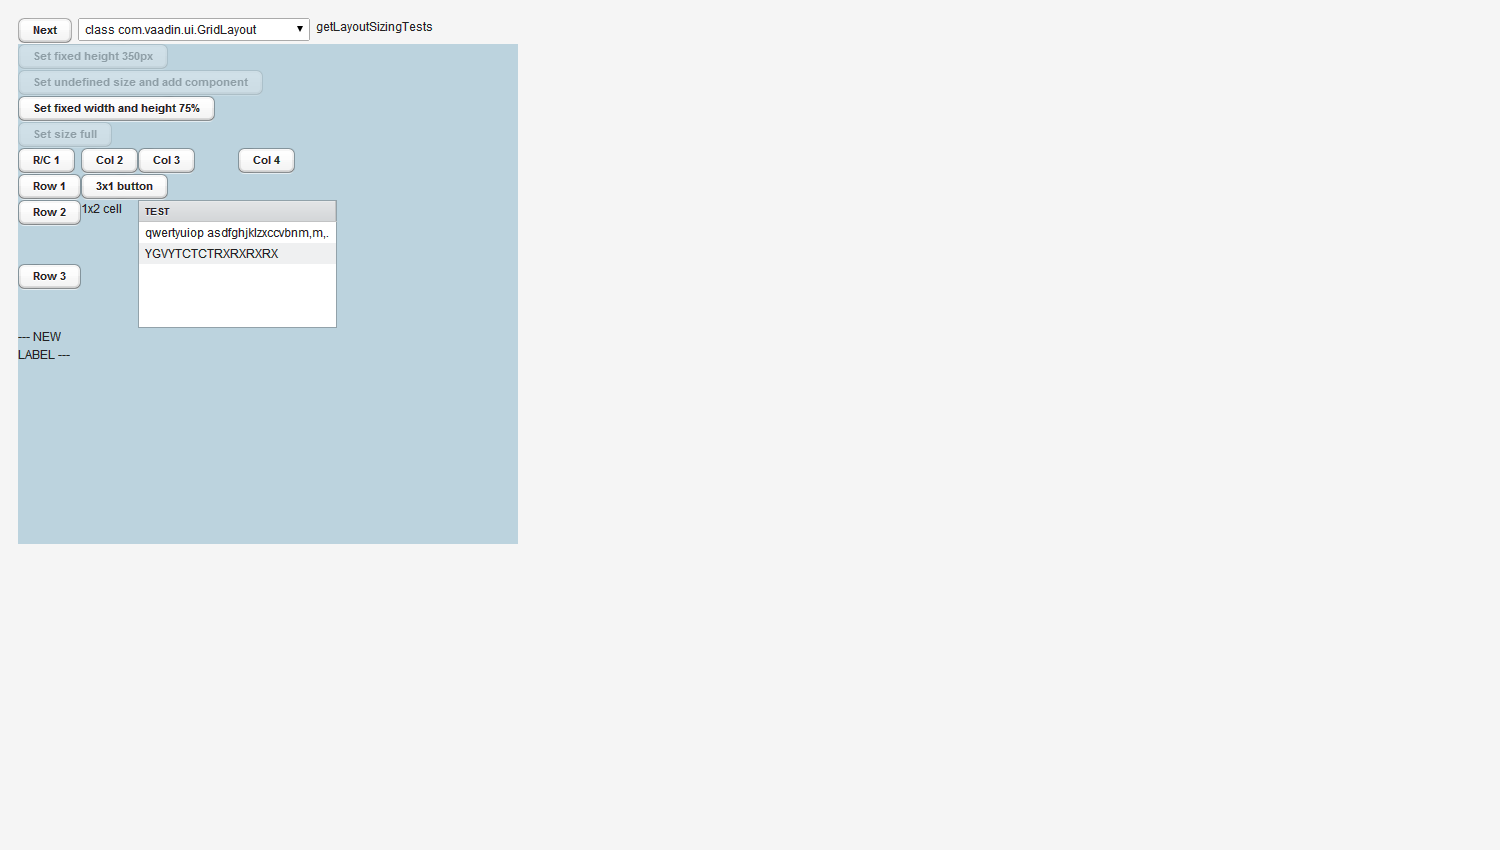 Next class com.vaadin.ui.GridLayout getLayoutSizingTests
Set fixed height 350px
Set undefined size and add component
Set fixed width and height 75%
Set size full
R/C 1 Col 2 Col 3 Col 4
Row 1 3x1 button
Row 2 1x2 cell TEST
qwertyuiop asdfghjklzxccvbnm,m,.
YGVYTCTCTRXRXRXRX
Row 3
--- NEW
LABEL ---